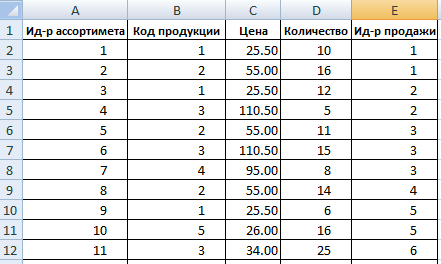 A B C D E
1 Ид-р ассортимета Код продукции Цена Количество Ид-р продажи
2 1 1 25.50 10 1
3 2 2 55.00 16 1
4 3 1 25.50 12 2
5 4 3 110.50 5 2
6 5 2 55.00 11 3
7 6 3 110.50 15 3
8 7 4 95.00 8 3
9 8 2 55.00 14 4
10 9 1 25.50 6 5
11 10 5 26.00 16 5
12 11 3 34.00 25 6